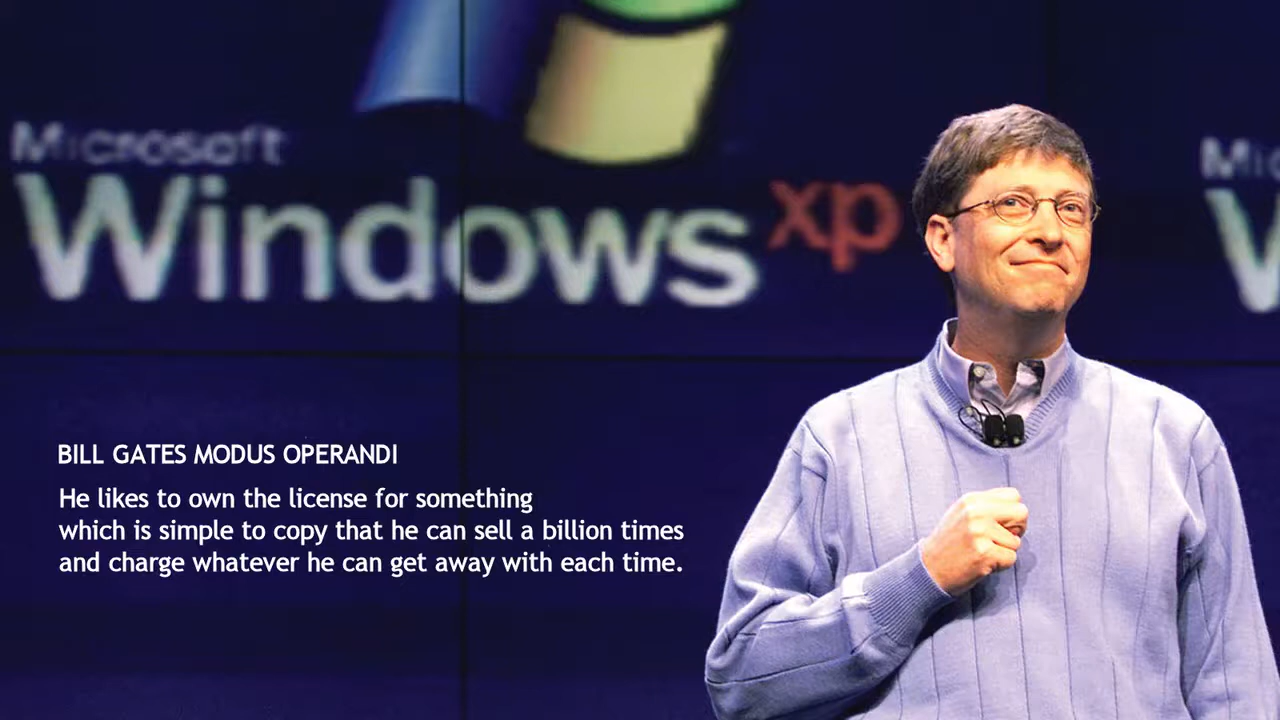 Microsoft
Windows xp
Mic
W
BILL GATES MODUS OPERANDI
He likes to own the license for something
which is simple to copy that he can sell a billion times
and charge whatever he can get away with each time.